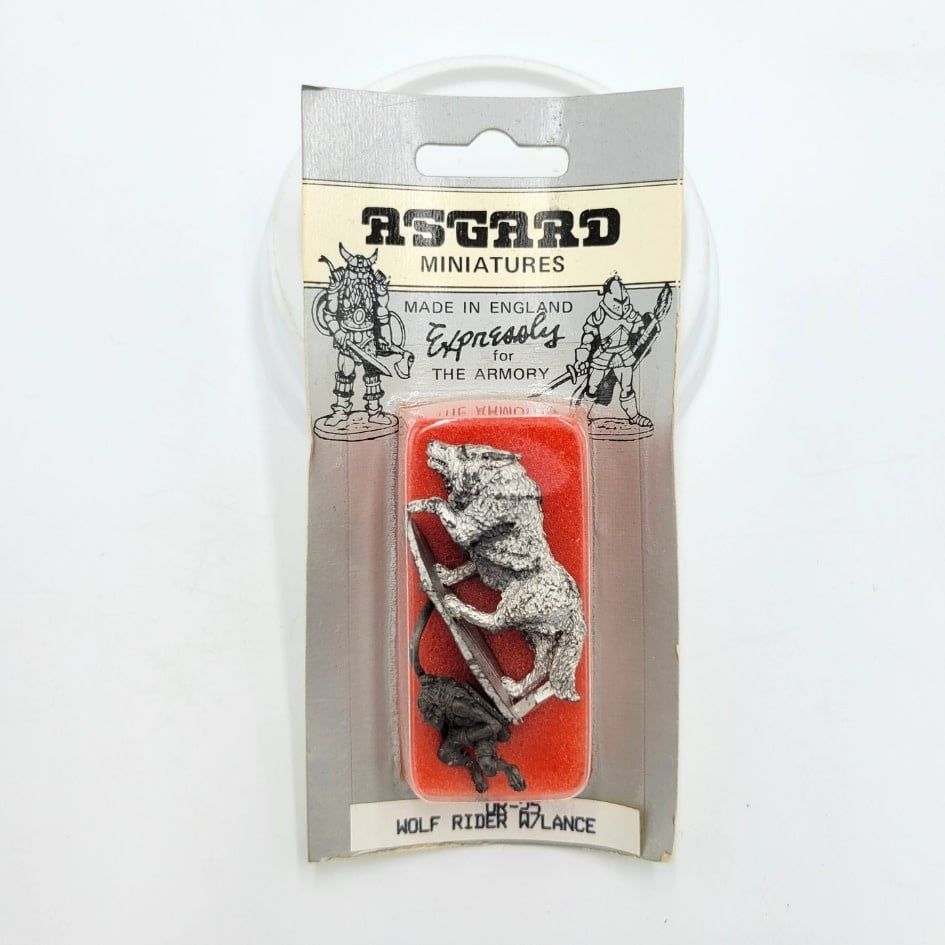 ASGARD
MINIATURES
MADE IN ENGLAND
Expressly
for
THE ARMORY
WOLF RIDER W/LANCE